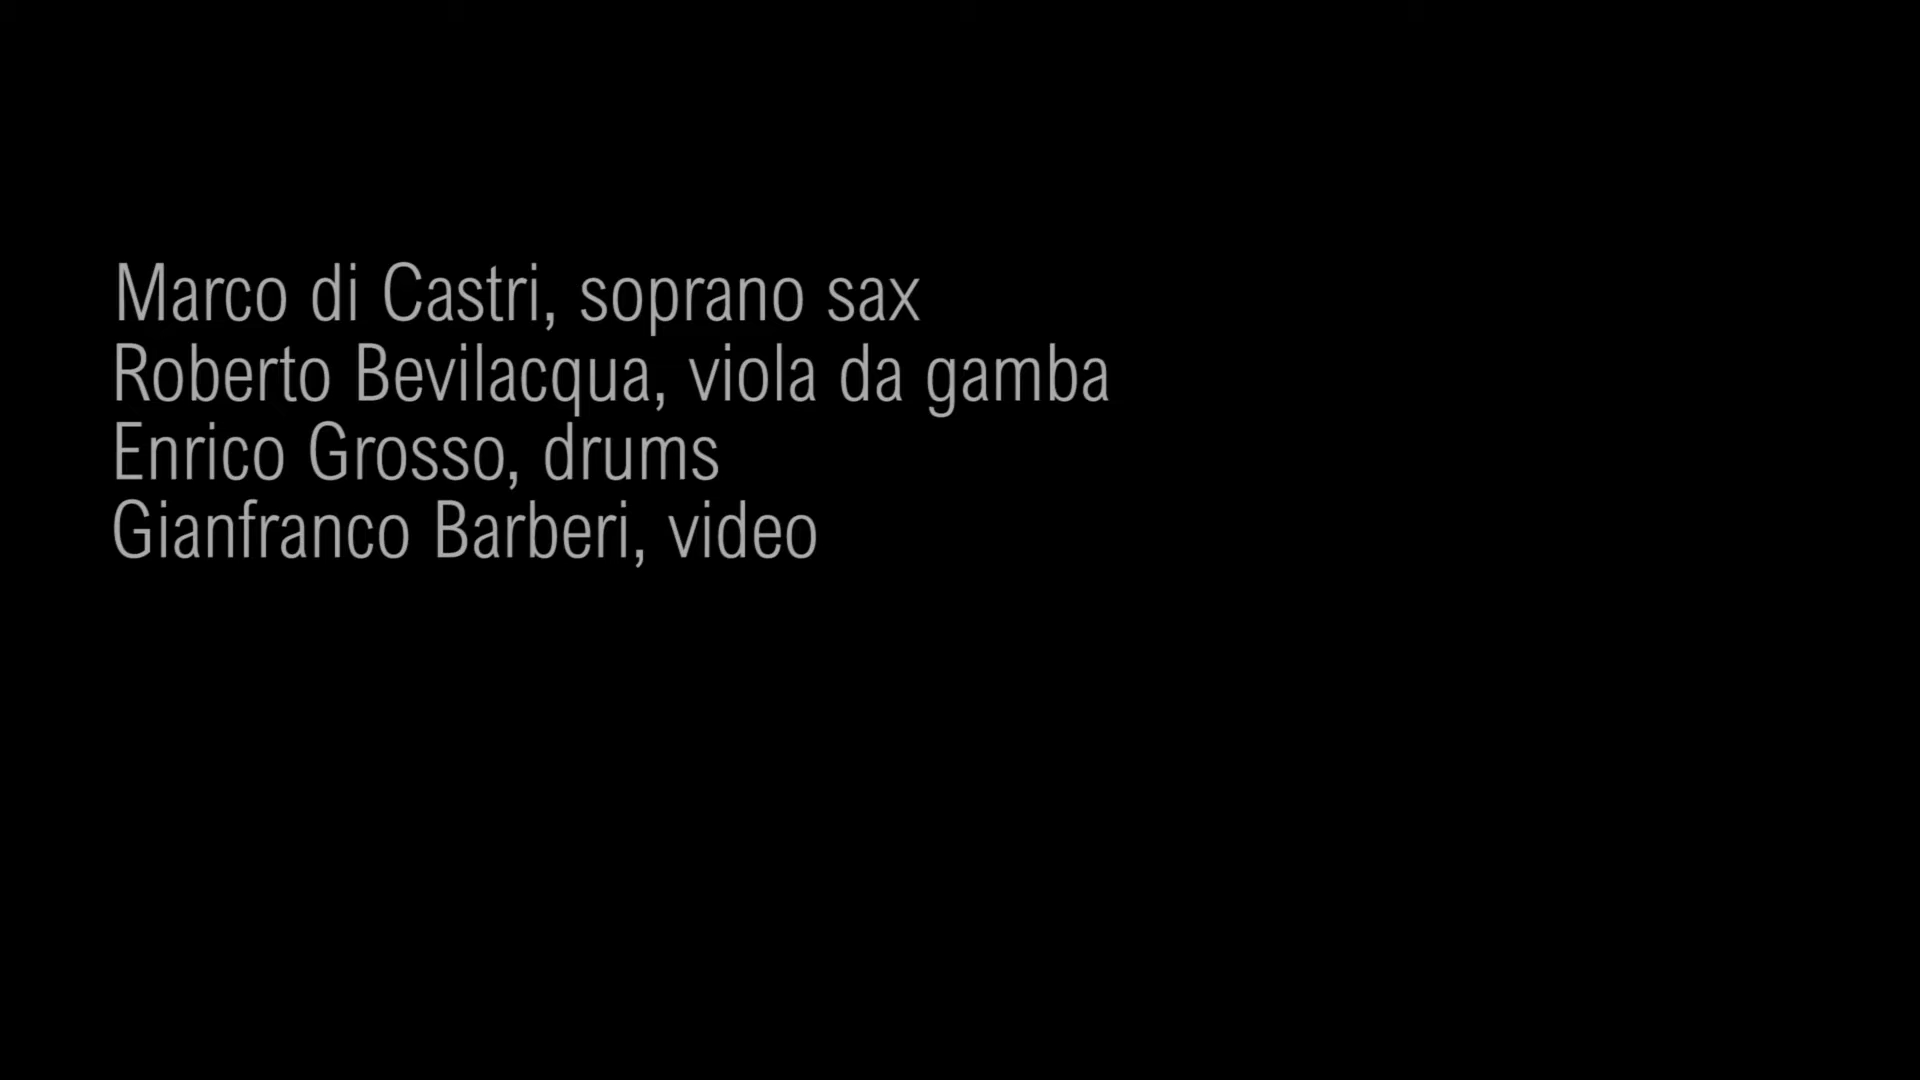 Marco di Castri, soprano sax
Roberto Bevilacqua, viola da gamba
Enrico Grosso, drums
Gianfranco Barberi, video